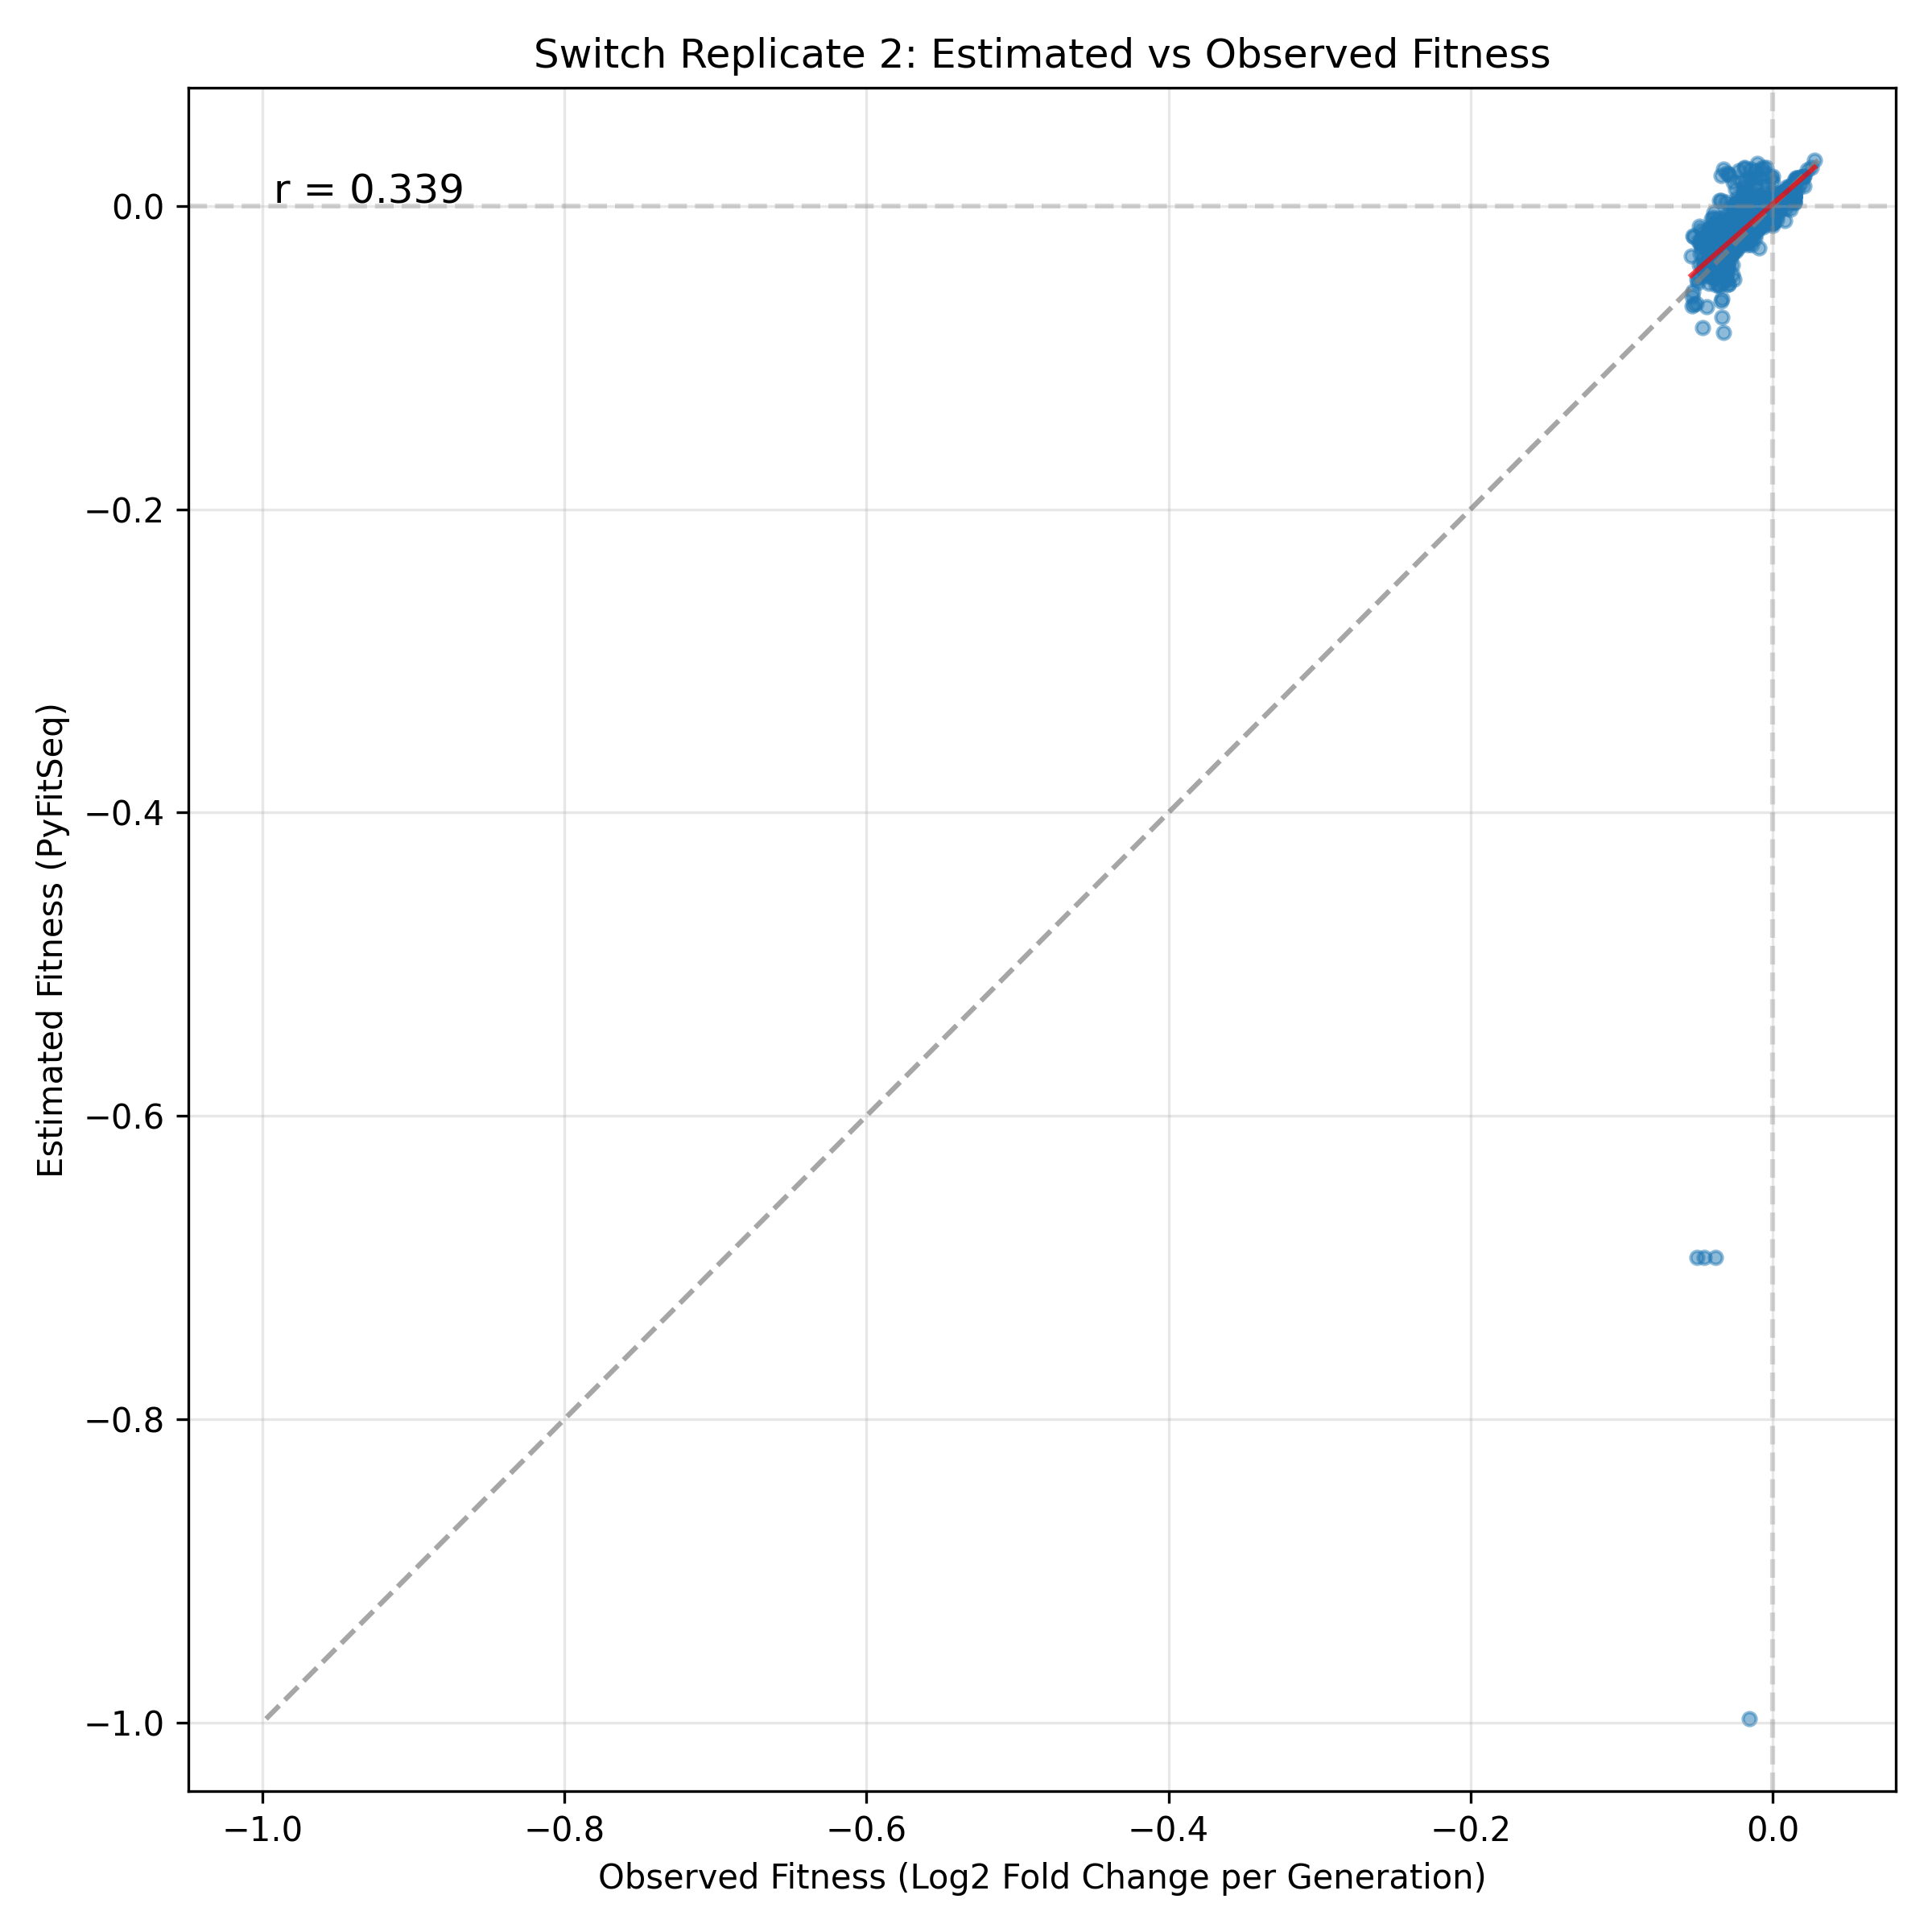 Switch Replicate 2: Estimated vs Observed Fitness
r = 0.339
0.0
−0.2
−0.4
−0.6
−0.8
−1.0
Estimated Fitness (PyFitSeq)
−1.0 −0.8 −0.6 −0.4 −0.2 0.0
Observed Fitness (Log2 Fold Change per Generation)